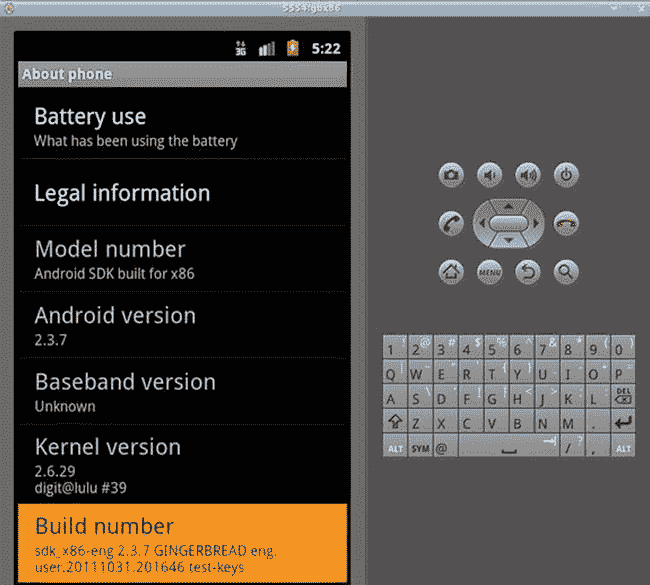 5554:gbx86
3G 5:22
About phone
Battery use
What has been using the battery
Legal information
Model number
Android SDK built for x86
Android version
2.3.7
Baseband version
Unknown
Kernel version
2.6.29
digit@lulu #39
Build number
sdk_x86-eng 2.3.7 GINGERBREAD eng.
user.20111031.201646 test-keys
MENU
1 ! 2 @ 3 # 4 $ 5 % 6 ^ 7 & 8 * 9 ( 0 )
Q W E R T Y U I O P
A S D F G H J K L DEL
Z X C V B N M .
ALT SYM @ / ? , ALT